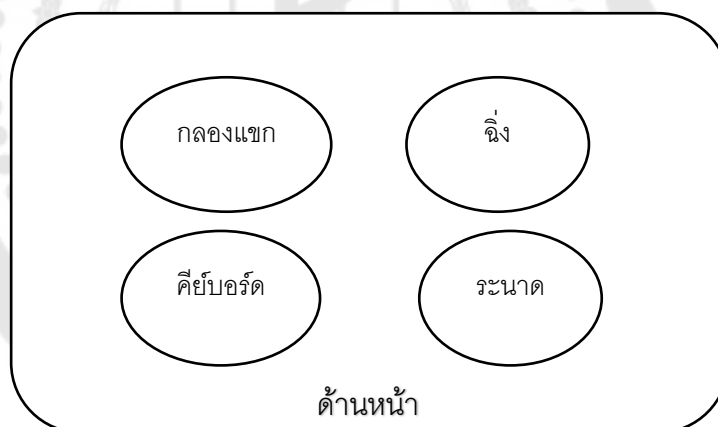 กลองแขก
ฉิ่ง
คีย์บอร์ด
ระนาด
ด้านหน้า